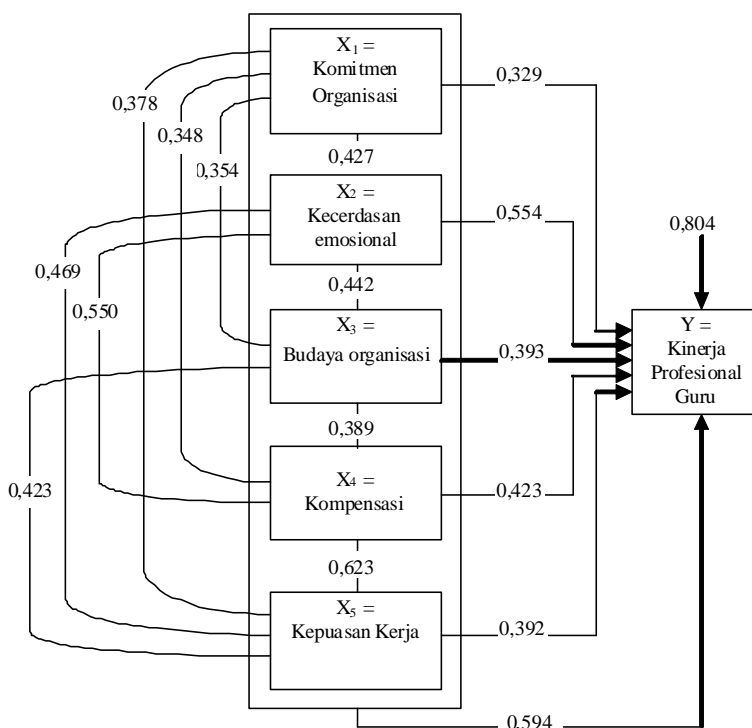 X1 =
Komitmen
Organisasi
0,329
0,378
0,348
0,354
0,427
X2 =
Kecerdasan
emosional
0,554
0,804
0,469
0,550
0,442
X3 =
Budaya organisasi
0,393
Y =
Kinerja
Profesional
Guru
0,389
0,423
X4 =
Kompensasi
0,423
0,623
X5 =
Kepuasan Kerja
0,392
0,594